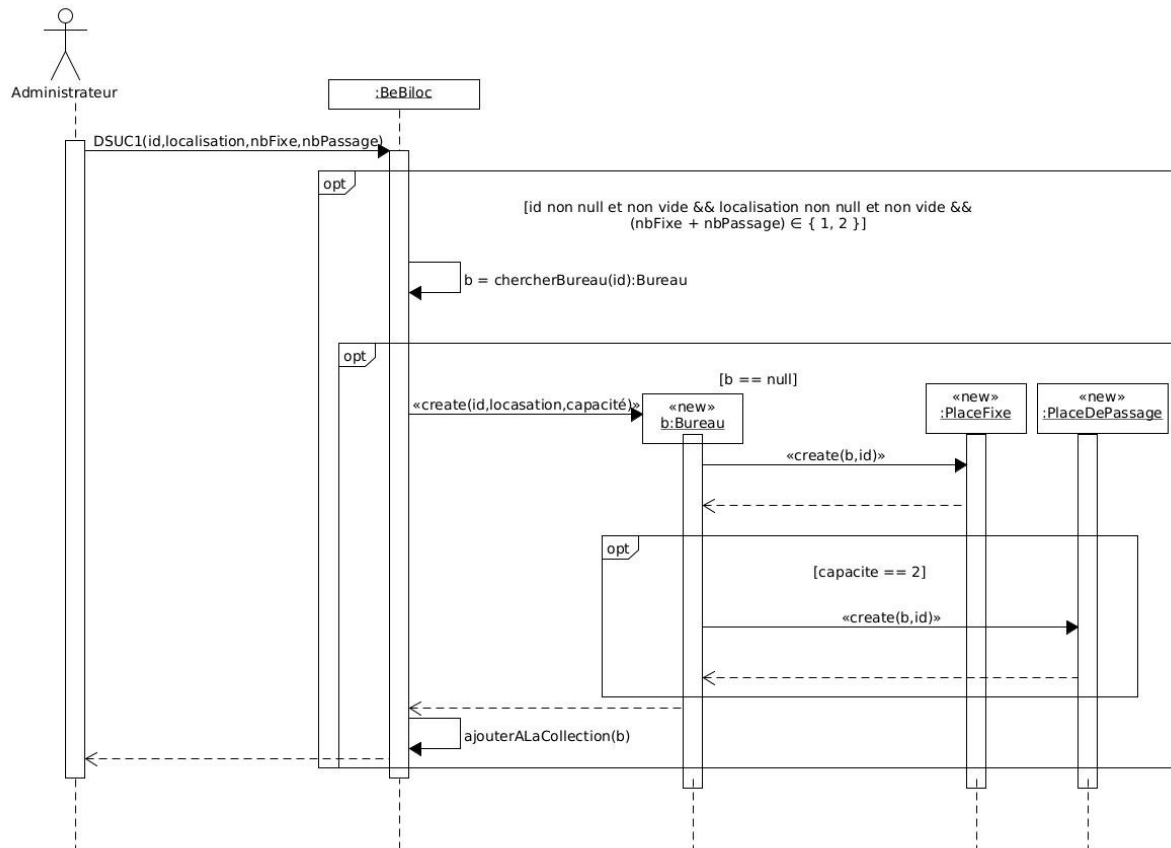 Administrateur
:BeBiloc
DSUC1(id,localisation,nbFixe,nbPassage)
opt
[id non null et non vide && localisation non null et non vide &&
(nbFixe + nbPassage) ∈ { 1, 2 }]
b = chercherBureau(id):Bureau
opt
[b == null]
«create(id,locasation,capacité)»
«new»
b:Bureau
«new»
:PlaceFixe
«new»
:PlaceDePassage
«create(b,id)»
opt
[capacite == 2]
«create(b,id)»
ajouterALaCollection(b)